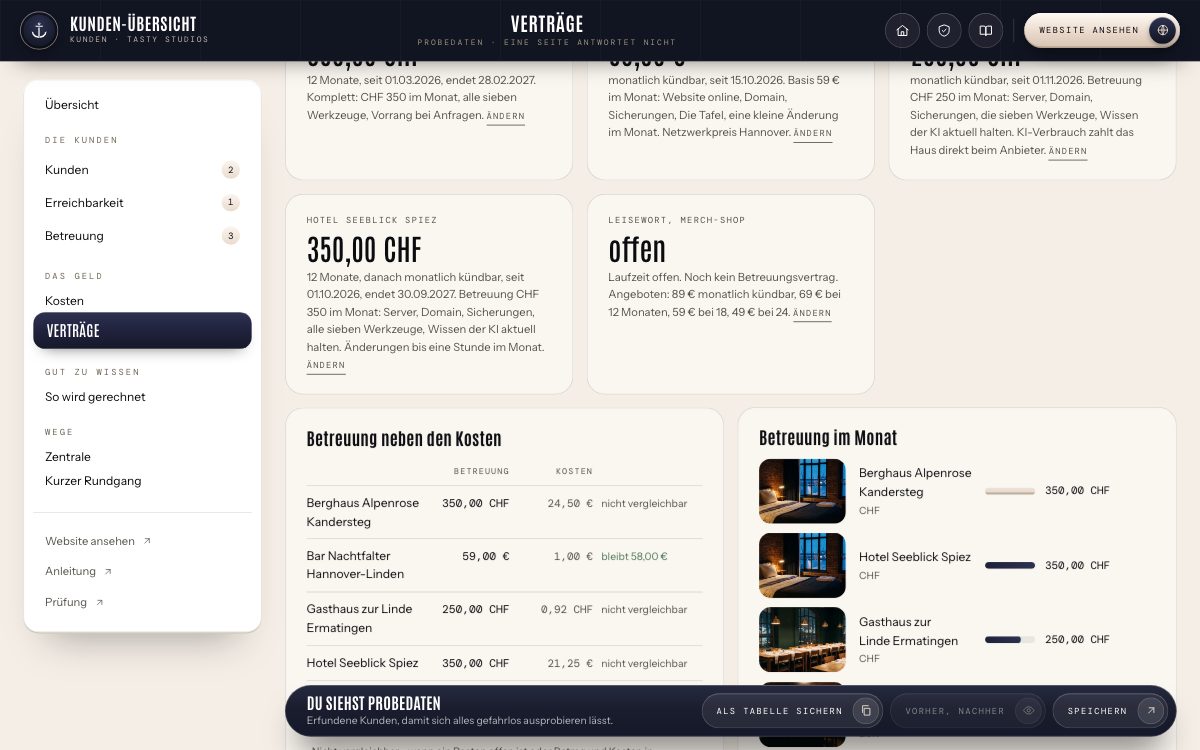 KUNDEN-ÜBERSICHT
KUNDEN · TASTY STUDIOS
VERTRÄGE
PROBEDATEN · EINE SEITE ANTWORTET NICHT
WEBSITE ANSEHEN
Übersicht
DIE KUNDEN
Kunden 2
Erreichbarkeit 1
Betreuung 3
DAS GELD
Kosten
VERTRÄGE
GUT ZU WISSEN
So wird gerechnet
WEGE
Zentrale
Kurzer Rundgang
Website ansehen ↗
Anleitung ↗
Prüfung ↗
12 Monate, seit 01.03.2026, endet 28.02.2027.
Komplett: CHF 350 im Monat, alle sieben
Werkzeuge, Vorrang bei Anfragen. ÄNDERN
monatlich kündbar, seit 15.10.2026. Basis 59 €
im Monat: Website online, Domain,
Sicherungen, Die Tafel, eine kleine Änderung
im Monat. Netzwerkpreis Hannover. ÄNDERN
monatlich kündbar, seit 01.11.2026. Betreuung
CHF 250 im Monat: Server, Domain,
Sicherungen, die sieben Werkzeuge, Wissen
der KI aktuell halten. KI-Verbrauch zahlt das
Haus direkt beim Anbieter. ÄNDERN
HOTEL SEEBLICK SPIEZ
350,00 CHF
12 Monate, danach monatlich kündbar, seit
01.10.2026, endet 30.09.2027. Betreuung CHF
350 im Monat: Server, Domain, Sicherungen,
alle sieben Werkzeuge, Wissen der KI aktuell
halten. Änderungen bis eine Stunde im Monat.
ÄNDERN
LEISEWORT, MERCH-SHOP
offen
Laufzeit offen. Noch kein Betreuungsvertrag.
Angeboten: 89 € monatlich kündbar, 69 € bei
12 Monaten, 59 € bei 18, 49 € bei 24. ÄNDERN
Betreuung neben den Kosten
BETREUUNG KOSTEN
Berghaus Alpenrose 350,00 CHF 24,50 € nicht vergleichbar
Kandersteg
Bar Nachtfalter 59,00 € 1,00 € bleibt 58,00 €
Hannover-Linden
Gasthaus zur Linde 250,00 CHF 0,92 CHF nicht vergleichbar
Ermatingen
Hotel Seeblick Spiez 350,00 CHF 21,25 € nicht vergleichbar
Betreuung im Monat
Berghaus Alpenrose
Kandersteg
CHF
350,00 CHF
Hotel Seeblick Spiez
CHF
350,00 CHF
Gasthaus zur
Linde Ermatingen
CHF
250,00 CHF
DU SIEHST PROBEDATEN
Erfundene Kunden, damit sich alles gefahrlos ausprobieren lässt.
ALS TABELLE SICHERN
VORHER, NACHHER
SPEICHERN